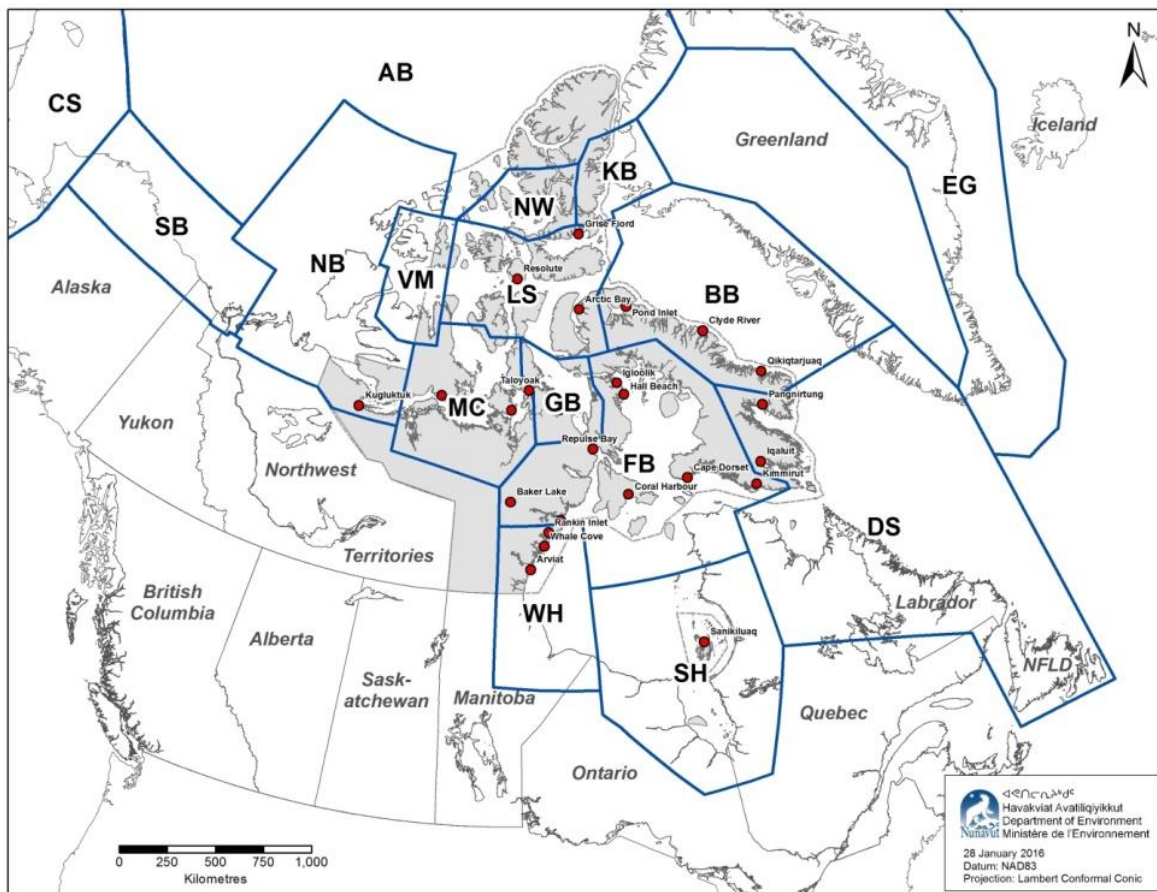 N
AB
CS
Greenland
Iceland
KB
EG
NW
Grise Fiord
SB
NB
VM
Resolute
LS
BB
Alaska
Arctic Bay
Pond Inlet
Clyde River
Qikiqtarjuaq
Igloolik
Hall Beach
Taloyoak
Pangnirtung
Kugluktuk
MC
GB
Yukon
Repulse Bay
Iqaluit
FB
Cape Dorset
Kimmirut
Northwest
Coral Harbour
Baker Lake
Rankin Inlet
DS
Whale Cove
Territories
Arviat
British
Columbia
Labrador
WH
Alberta
Sanikiluaq
NFLD
SH
Sask-
atchewan
Manitoba
Quebec
Ontario
Nunavut
Havakviat Avatiliqiyikkut
Department of Environment
Ministère de l'Environnement
28 January 2016
Datum: NAD83
Projection: Lambert Conformal Conic
0 250 500 750 1,000
Kilometres